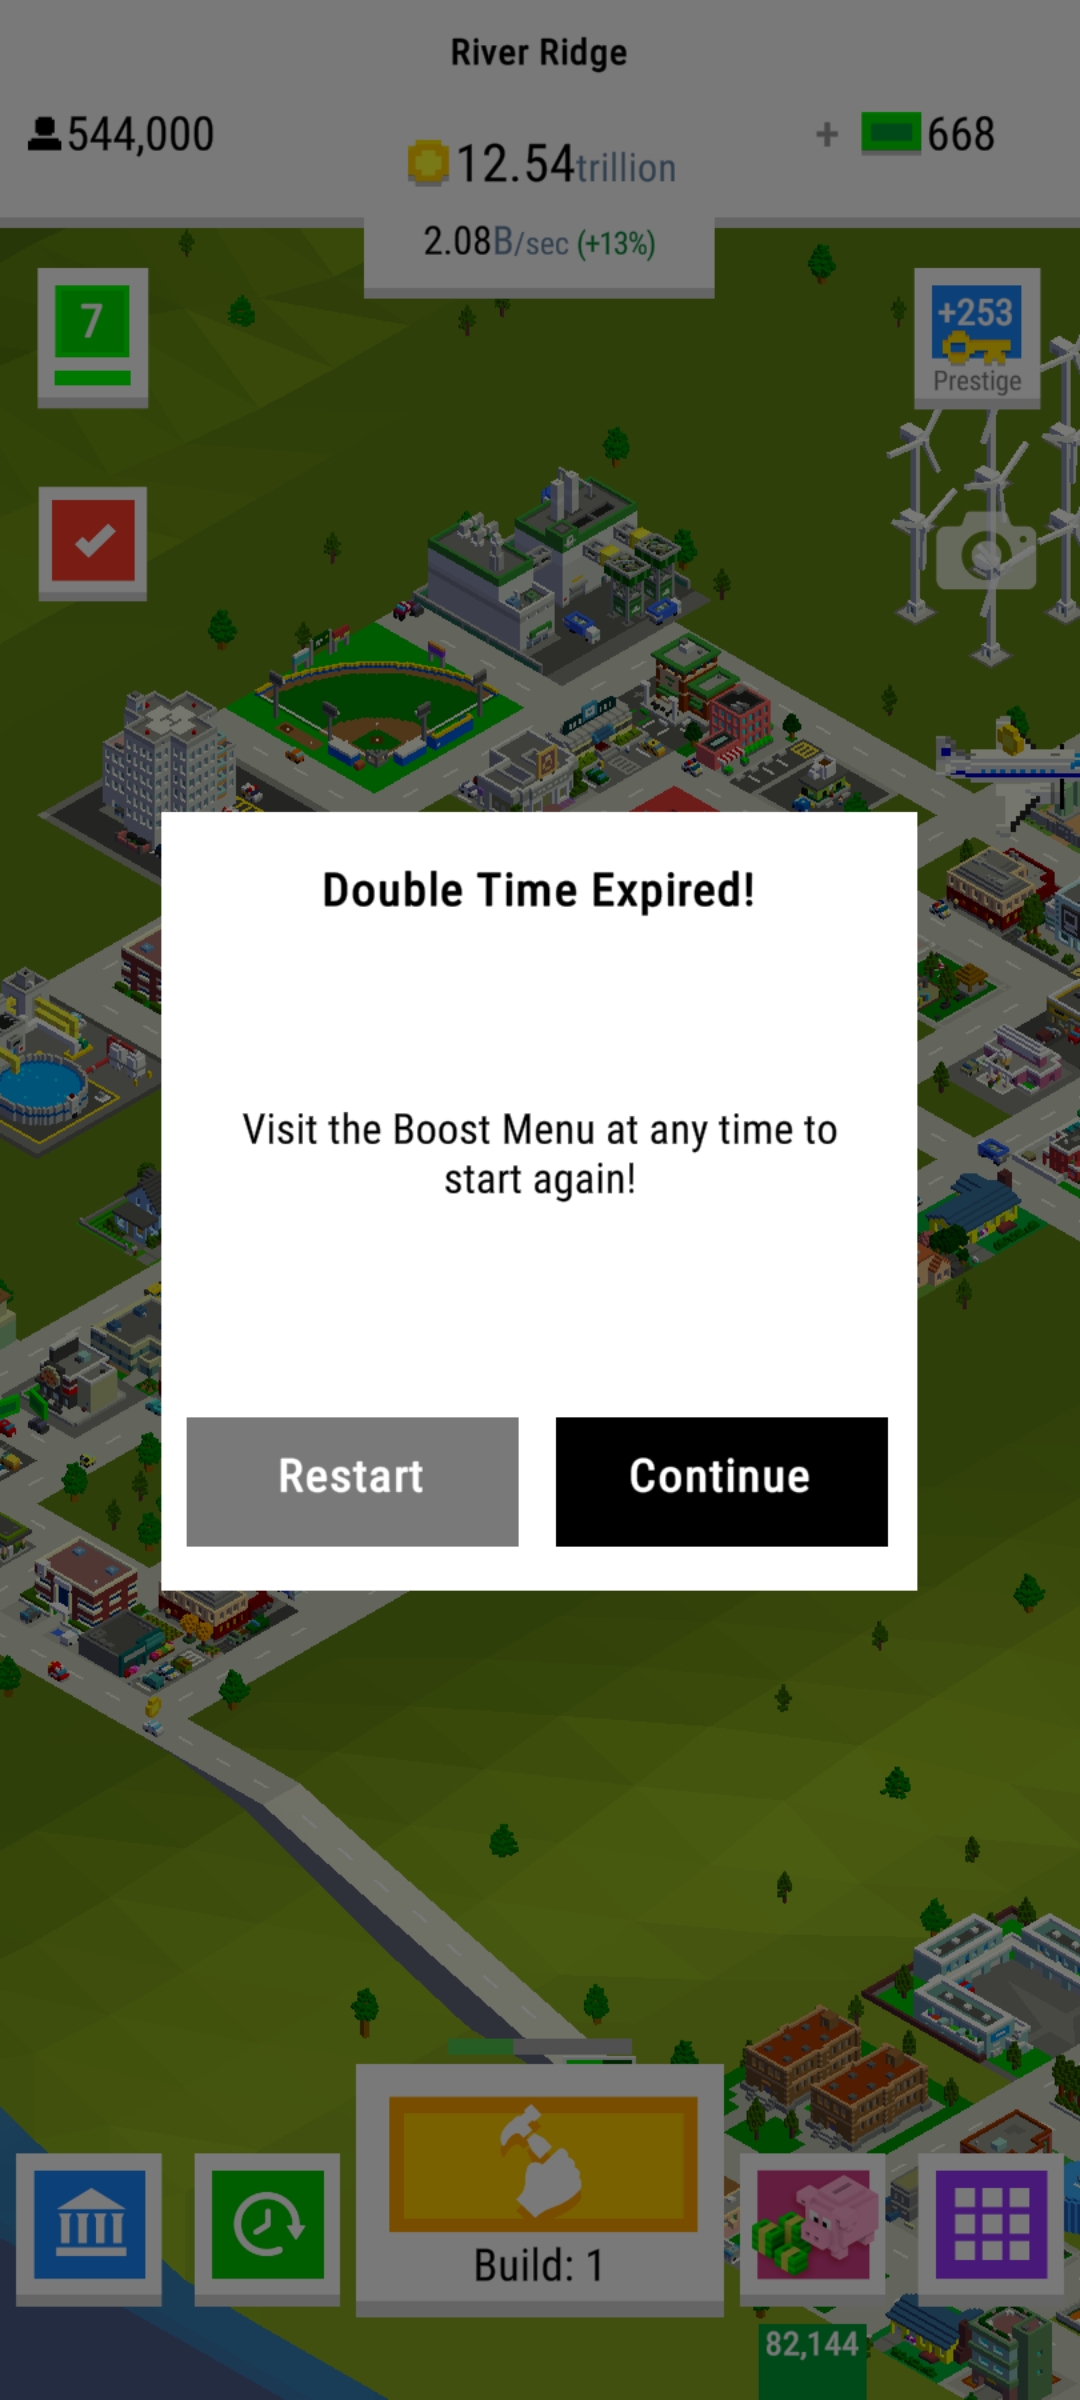 River Ridge
544,000
12.54trillion
+ 668
2.08B/sec (+13%)
7
+253
Prestige
Double Time Expired!
Visit the Boost Menu at any time to
start again!
Restart
Continue
Build: 1
82,144